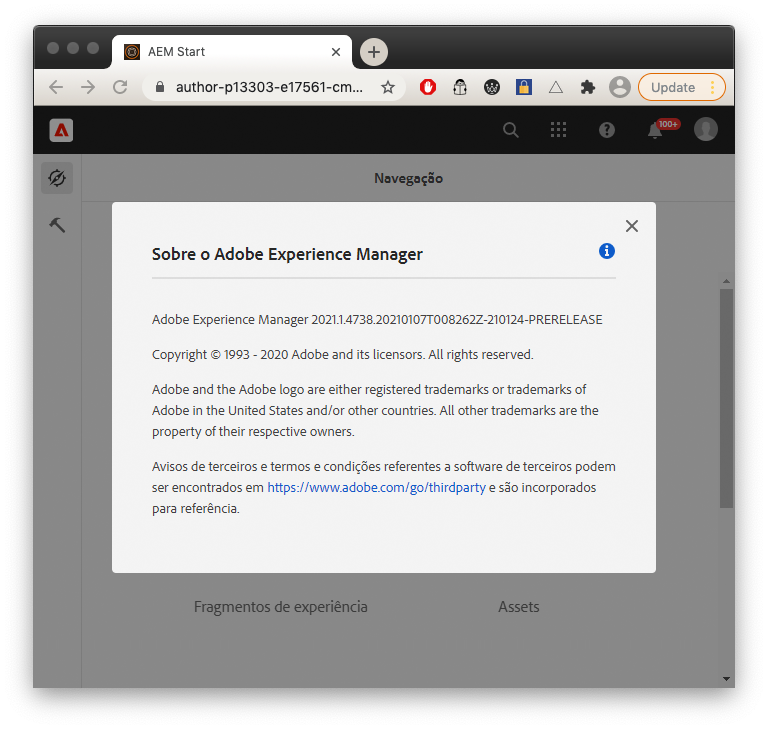 AEM Start
author-p13303-e17561-cm...
Update
100+
Navegação
Sobre o Adobe Experience Manager
Adobe Experience Manager 2021.1.4738.20210107T008262Z-210124-PRERELEASE
Copyright © 1993 - 2020 Adobe and its licensors. All rights reserved.
Adobe and the Adobe logo are either registered trademarks or trademarks of
Adobe in the United States and/or other countries. All other trademarks are the
property of their respective owners.
Avisos de terceiros e termos e condições referentes a software de terceiros podem
ser encontrados em https://www.adobe.com/go/thirdparty e são incorporados
para referência.
Fragmentos de experiência
Assets